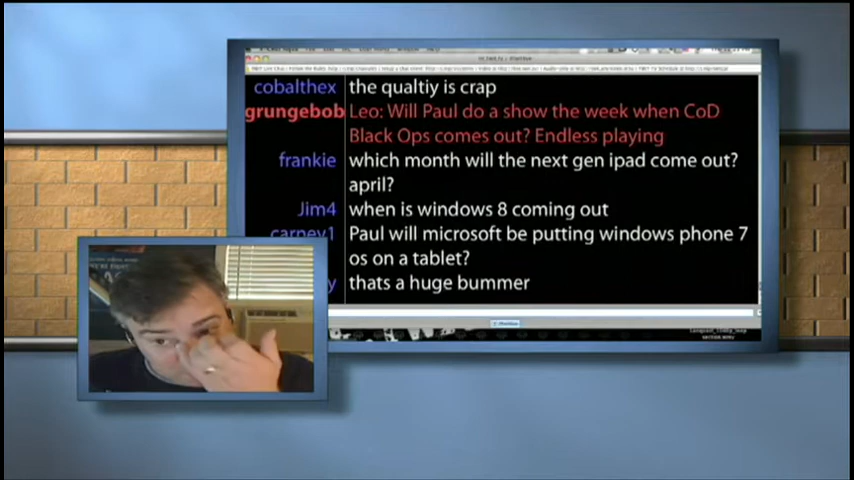 cobalthex the qualtiy is crap
grungebob Leo: Will Paul do a show the week when CoD
Black Ops comes out? Endless playing
frankie which month will the next gen ipad come out?
april?
Jim4 when is windows 8 coming out
carney1 Paul will microsoft be putting windows phone 7
os on a tablet?
y thats a huge bummer